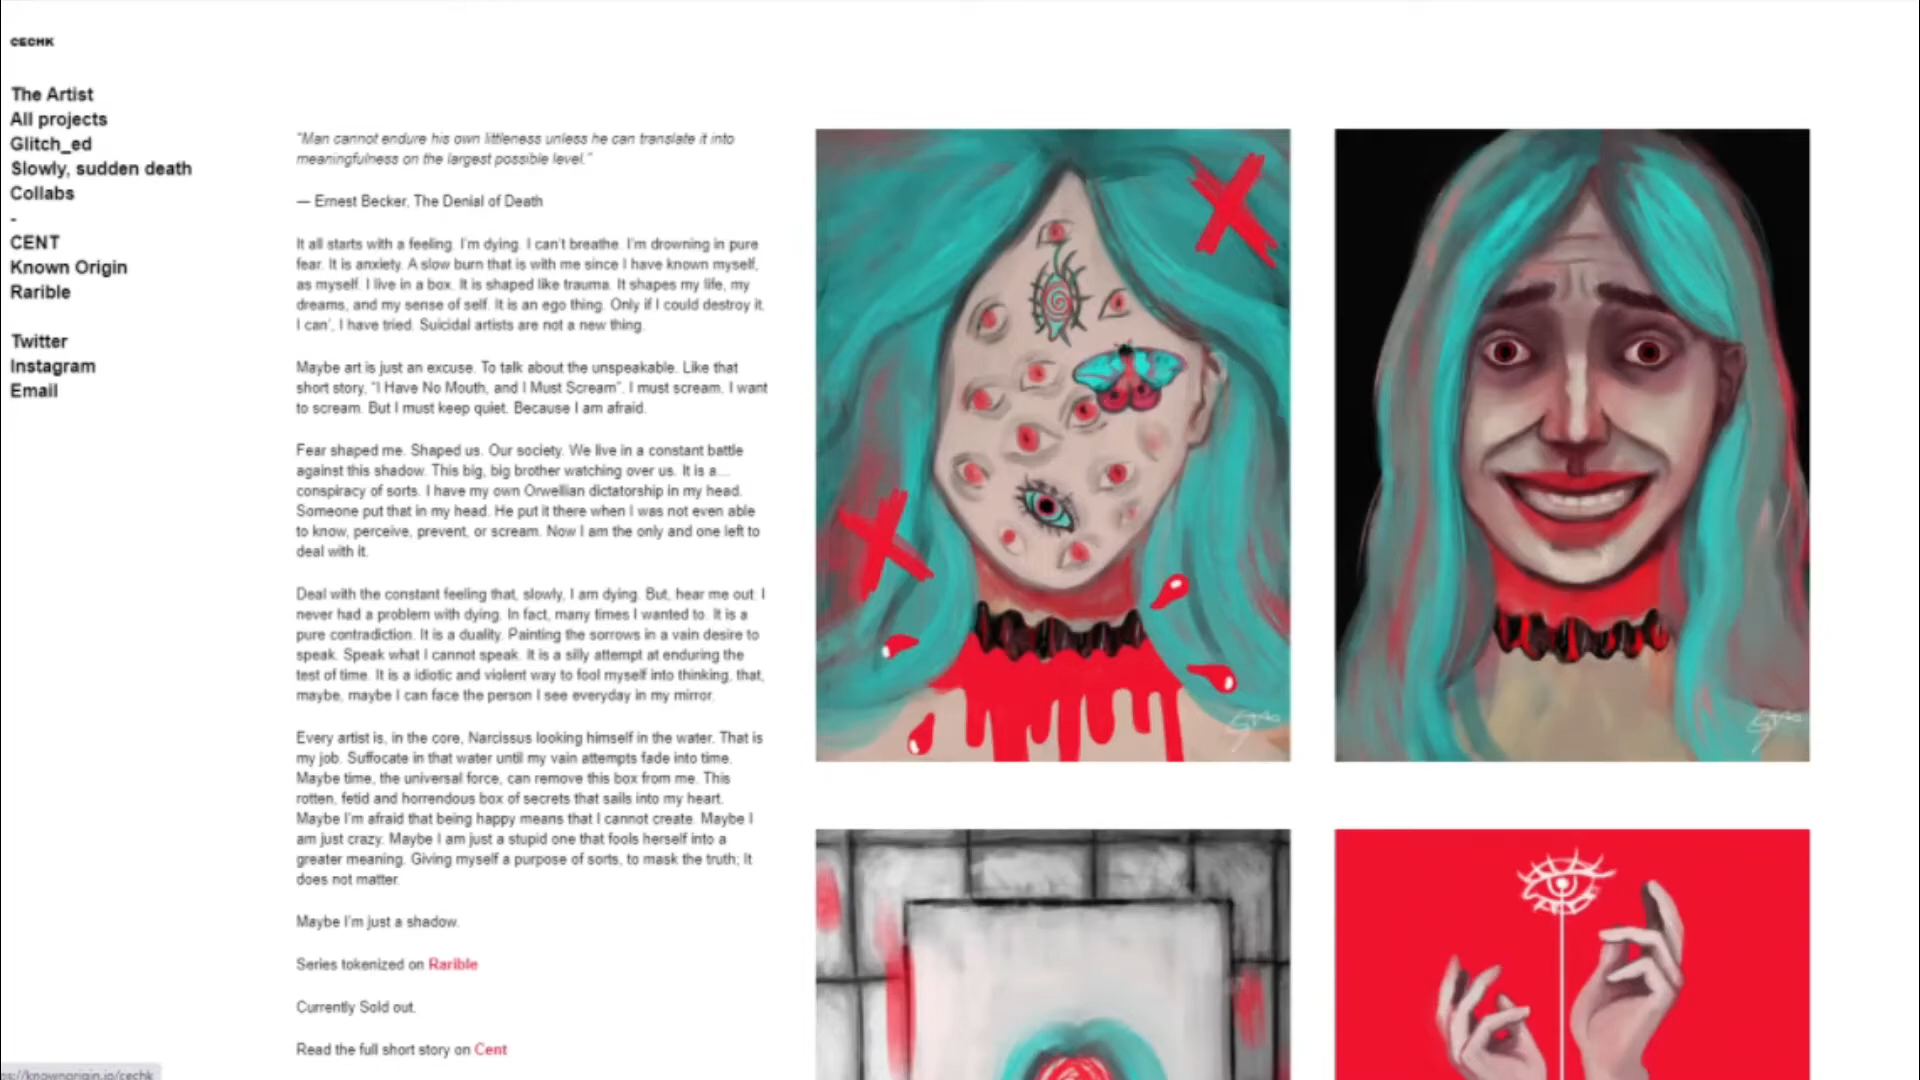 CECHK
The Artist
All projects
Glitch_ed
Slowly, sudden death
Collabs
-
CENT
Known Origin
Rarible
Twitter
Instagram
Email
"Man cannot endure his own littleness unless he can translate it into
meaningfulness on the largest possible level."
— Ernest Becker, The Denial of Death
It all starts with a feeling. I'm dying. I can't breathe. I'm drowning in pure
fear. It is anxiety. A slow burn that is with me since I have known myself,
as myself. I live in a box. It is shaped like trauma. It shapes my life, my
dreams, and my sense of self. It is an ego thing. Only if I could destroy it.
I can', I have tried. Suicidal artists are not a new thing.
Maybe art is just an excuse. To talk about the unspeakable. Like that
short story, "I Have No Mouth, and I Must Scream". I must scream. I want
to scream. But I must keep quiet. Because I am afraid.
Fear shaped me. Shaped us. Our society. We live in a constant battle
against this shadow. This big, big brother watching over us. It is a...
conspiracy of sorts. I have my own Orwellian dictatorship in my head.
Someone put that in my head. He put it there when I was not even able
to know, perceive, prevent, or scream. Now I am the only and one left to
deal with it.
Deal with the constant feeling that, slowly, I am dying. But, hear me out. I
never had a problem with dying. In fact, many times I wanted to. It is a
pure contradiction. It is a duality. Painting the sorrows in a vain desire to
speak. Speak what I cannot speak. It is a silly attempt at enduring the
test of time. It is a idiotic and violent way to fool myself into thinking, that,
maybe, maybe I can face the person I see everyday in my mirror.
Every artist is, in the core, Narcissus looking himself in the water. That is
my job. Suffocate in that water until my vain attempts fade into time.
Maybe time, the universal force, can remove this box from me. This
rotten, fetid and horrendous box of secrets that sails into my heart.
Maybe I'm afraid that being happy means that I cannot create. Maybe I
am just crazy. Maybe I am just a stupid one that fools herself into a
greater meaning. Giving myself a purpose of sorts, to mask the truth; It
does not matter.
Maybe I'm just a shadow.
Series tokenized on Rarible
Currently Sold out.
Read the full short story on Cent
ps://knownorigin.io/cechk